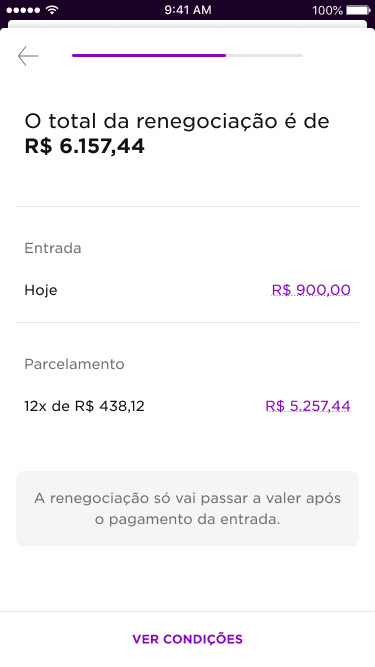 9:41 AM
100%
O total da renegociação é de
R$ 6.157,44
Entrada
Hoje R$ 900,00
Parcelamento
12x de R$ 438,12 R$ 5.257,44
A renegociação só vai passar a valer após
o pagamento da entrada.
VER CONDIÇÕES